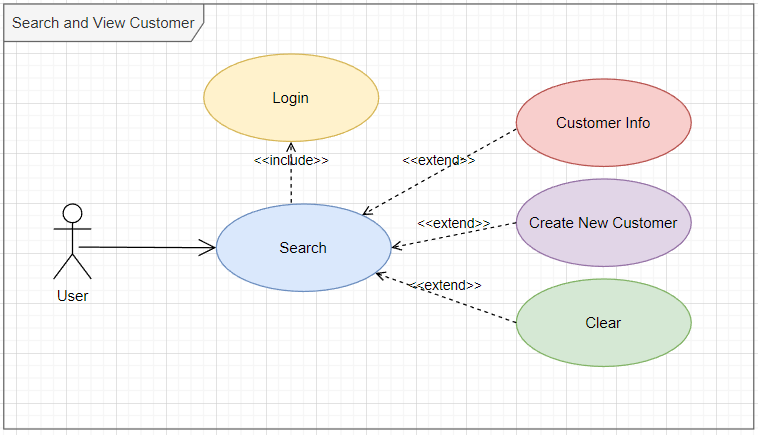 Search and View Customer
Login
Customer Info
<<include>>
<<extend>>
Create New Customer
<<extend>>
Search
<<extend>>
User
Clear